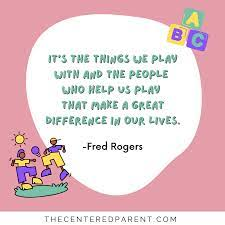 A
B
C
IT'S THE THINGS WE PLAY
WITH AND THE PEOPLE
WHO HELP US PLAY
THAT MAKE A GREAT
DIFFERENCE IN OUR LIVES.
-Fred Rogers
THECENTEREDPARENT.COM